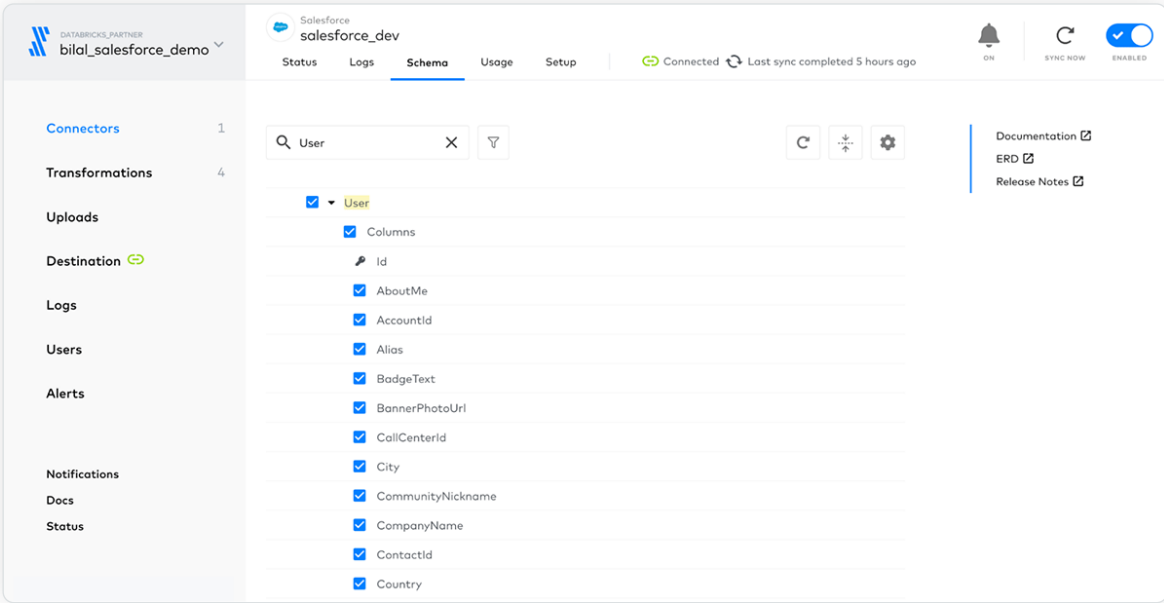 DATABRICKS_PARTNER
bilal_salesforce_demo
Salesforce
salesforce_dev
Status Logs Schema Usage Setup
Connected Last sync completed 5 hours ago
ON
SYNC NOW
ENABLED
Connectors 1
Transformations 4
Uploads
Destination
Logs
Users
Alerts
Notifications
Docs
Status
User
User
Columns
Id
AboutMe
AccountId
Alias
BadgeText
BannerPhotoUrl
CallCenterId
City
CommunityNickname
CompanyName
ContactId
Country
Documentation
ERD
Release Notes